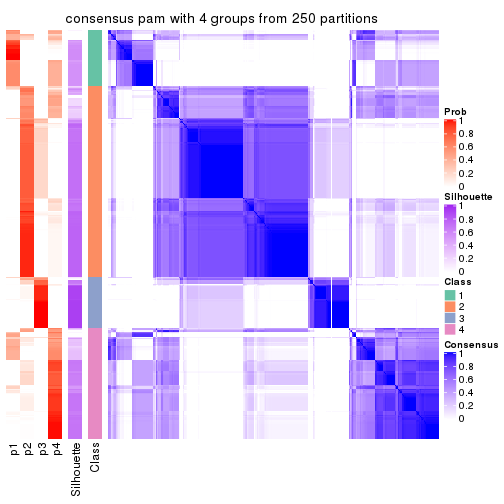 consensus pam with 4 groups from 250 partitions
Prob
1
0.8
0.6
0.4
0.2
0
Silhouette
1
0.8
0.6
0.4
0.2
0
Class
1
2
3
4
Consensus
1
0.8
0.6
0.4
0.2
0
p1
p2
p3
p4
Silhouette
Class